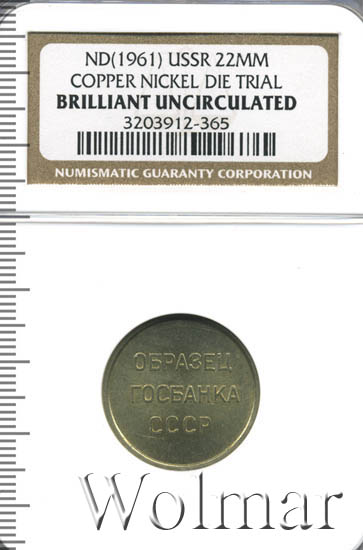 ND(1961) USSR 22MM
COPPER NICKEL DIE TRIAL
BRILLIANT UNCIRCULATED
3203912-365
NUMISMATIC GUARANTY CORPORATION
ОБРАЗЕЦ
ГОСБАНКА
СССР
Wolmar